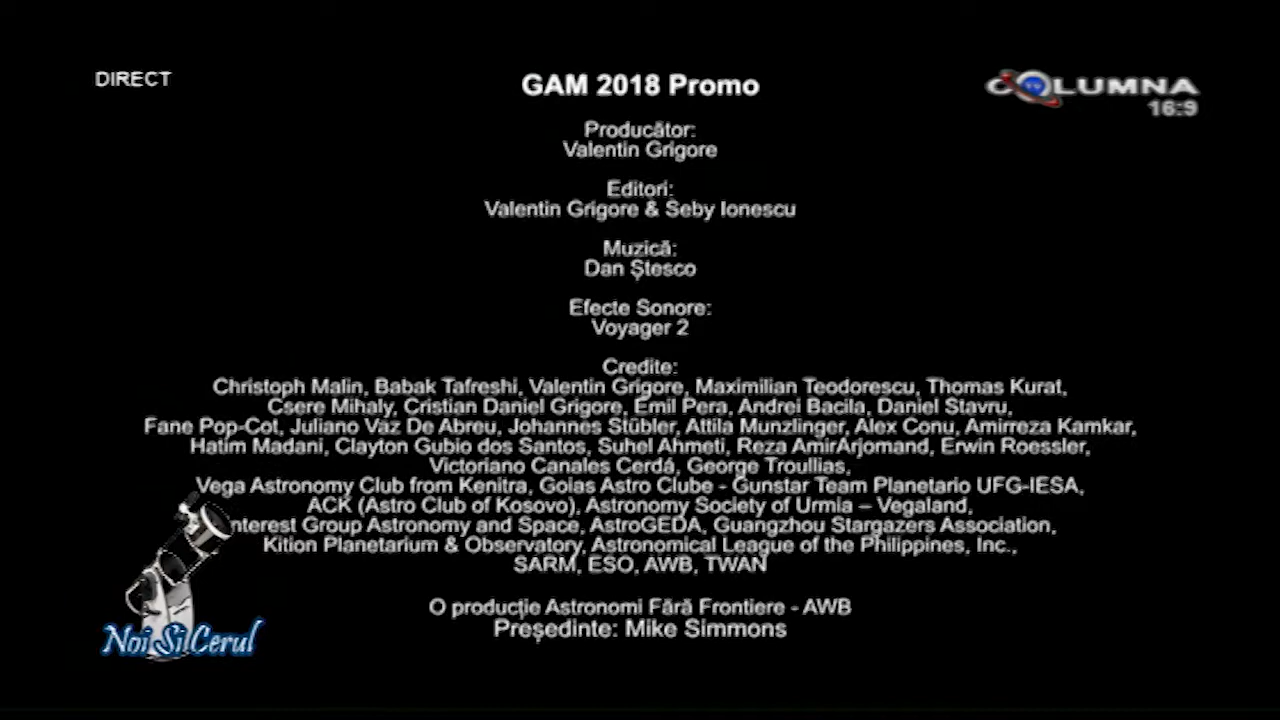 DIRECT
GAM 2018 Promo
COLUMNA
TV
16:9
Producător:
Valentin Grigore
Editori:
Valentin Grigore & Seby Ionescu
Muzică:
Dan Ștesco
Efecte Sonore:
Voyager 2
Credite:
Christoph Malin, Babak Tafreshi, Valentin Grigore, Maximilian Teodorescu, Thomas Kurat,
Csere Mihaly, Cristian Daniel Grigore, Emil Pera, Andrei Bacila, Daniel Stavru,
Fane Pop-Cot, Juliano Vaz De Abreu, Johannes Stübler, Attila Munzlinger, Alex Conu, Amirreza Kamkar,
Hatim Madani, Clayton Gubio dos Santos, Suhel Ahmeti, Reza AmirArjomand, Erwin Roessler,
Victoriano Canales Cerdá, George Troullias,
Vega Astronomy Club from Kenitra, Goias Astro Clube - Gunstar Team Planetario UFG-IESA,
ACK (Astro Club of Kosovo), Astronomy Society of Urmia – Vegaland,
nterest Group Astronomy and Space, AstroGEDA, Guangzhou Stargazers Association,
Kition Planetarium & Observatory, Astronomical League of the Philippines, Inc.,
SARM, ESO, AWB, TWAN
O producție Astronomi Fără Frontiere - AWB
Președinte: Mike Simmons
Noi Si Cerul